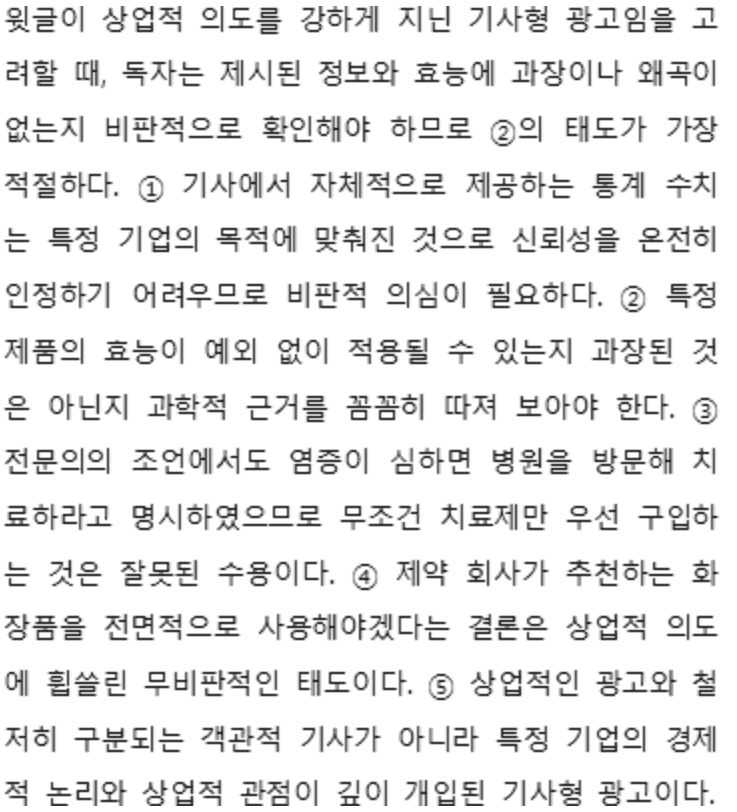 윗글이 상업적 의도를 강하게 지닌 기사형 광고임을 고
려할 때, 독자는 제시된 정보와 효능에 과장이나 왜곡이
없는지 비판적으로 확인해야 하므로 ②의 태도가 가장
적절하다. ① 기사에서 자체적으로 제공하는 통계 수치
는 특정 기업의 목적에 맞춰진 것으로 신뢰성을 온전히
인정하기 어려우므로 비판적 의심이 필요하다. ② 특정
제품의 효능이 예외 없이 적용될 수 있는지 과장된 것
은 아닌지 과학적 근거를 꼼꼼히 따져 보아야 한다. ③
전문의의 조언에서도 염증이 심하면 병원을 방문해 치
료하라고 명시하였으므로 무조건 치료제만 우선 구입하
는 것은 잘못된 수용이다. ④ 제약 회사가 추천하는 화
장품을 전면적으로 사용해야겠다는 결론은 상업적 의도
에 휩쓸린 무비판적인 태도이다. ⑤ 상업적인 광고와 철
저히 구분되는 객관적 기사가 아니라 특정 기업의 경제
적 논리와 상업적 관점이 깊이 개입된 기사형 광고이다.